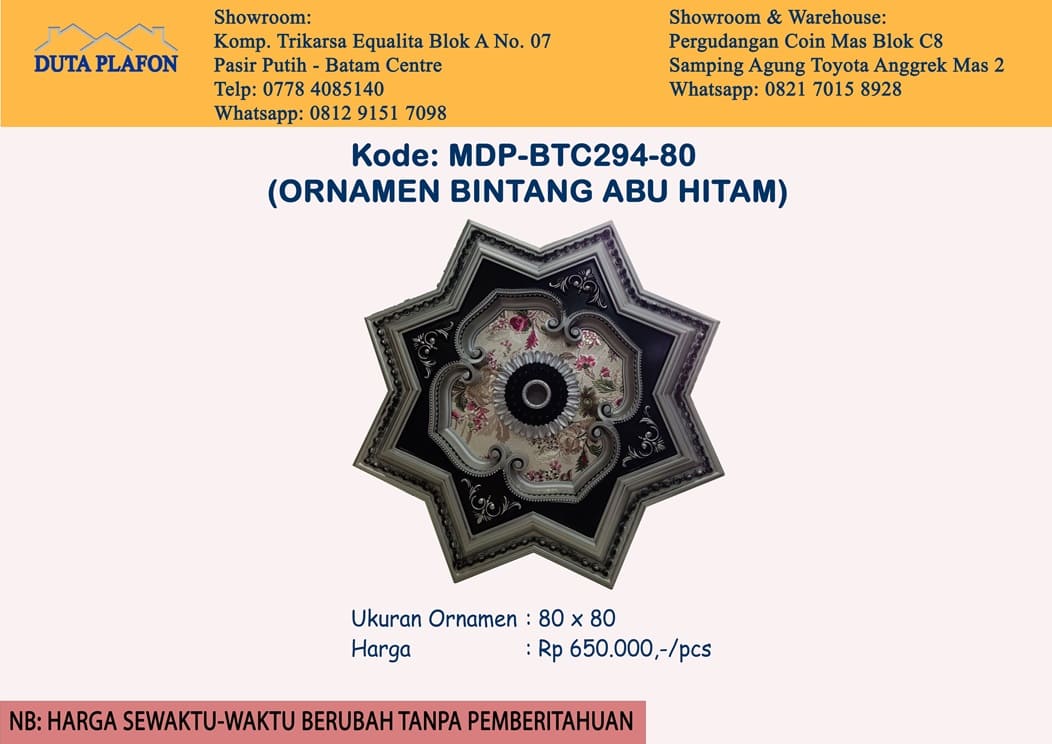 DUTA PLAFON
Showroom:
Komp. Trikarsa Equalita Blok A No. 07
Pasir Putih - Batam Centre
Telp: 0778 4085140
Whatsapp: 0812 9151 7098
Showroom & Warehouse:
Pergudangan Coin Mas Blok C8
Samping Agung Toyota Anggrek Mas 2
Whatsapp: 0821 7015 8928
Kode: MDP-BTC294-80
(ORNAMEN BINTANG ABU HITAM)
Ukuran Ornamen : 80 x 80
Harga : Rp 650.000,-/pcs
NB: HARGA SEWAKTU-WAKTU BERUBAH TANPA PEMBERITAHUAN